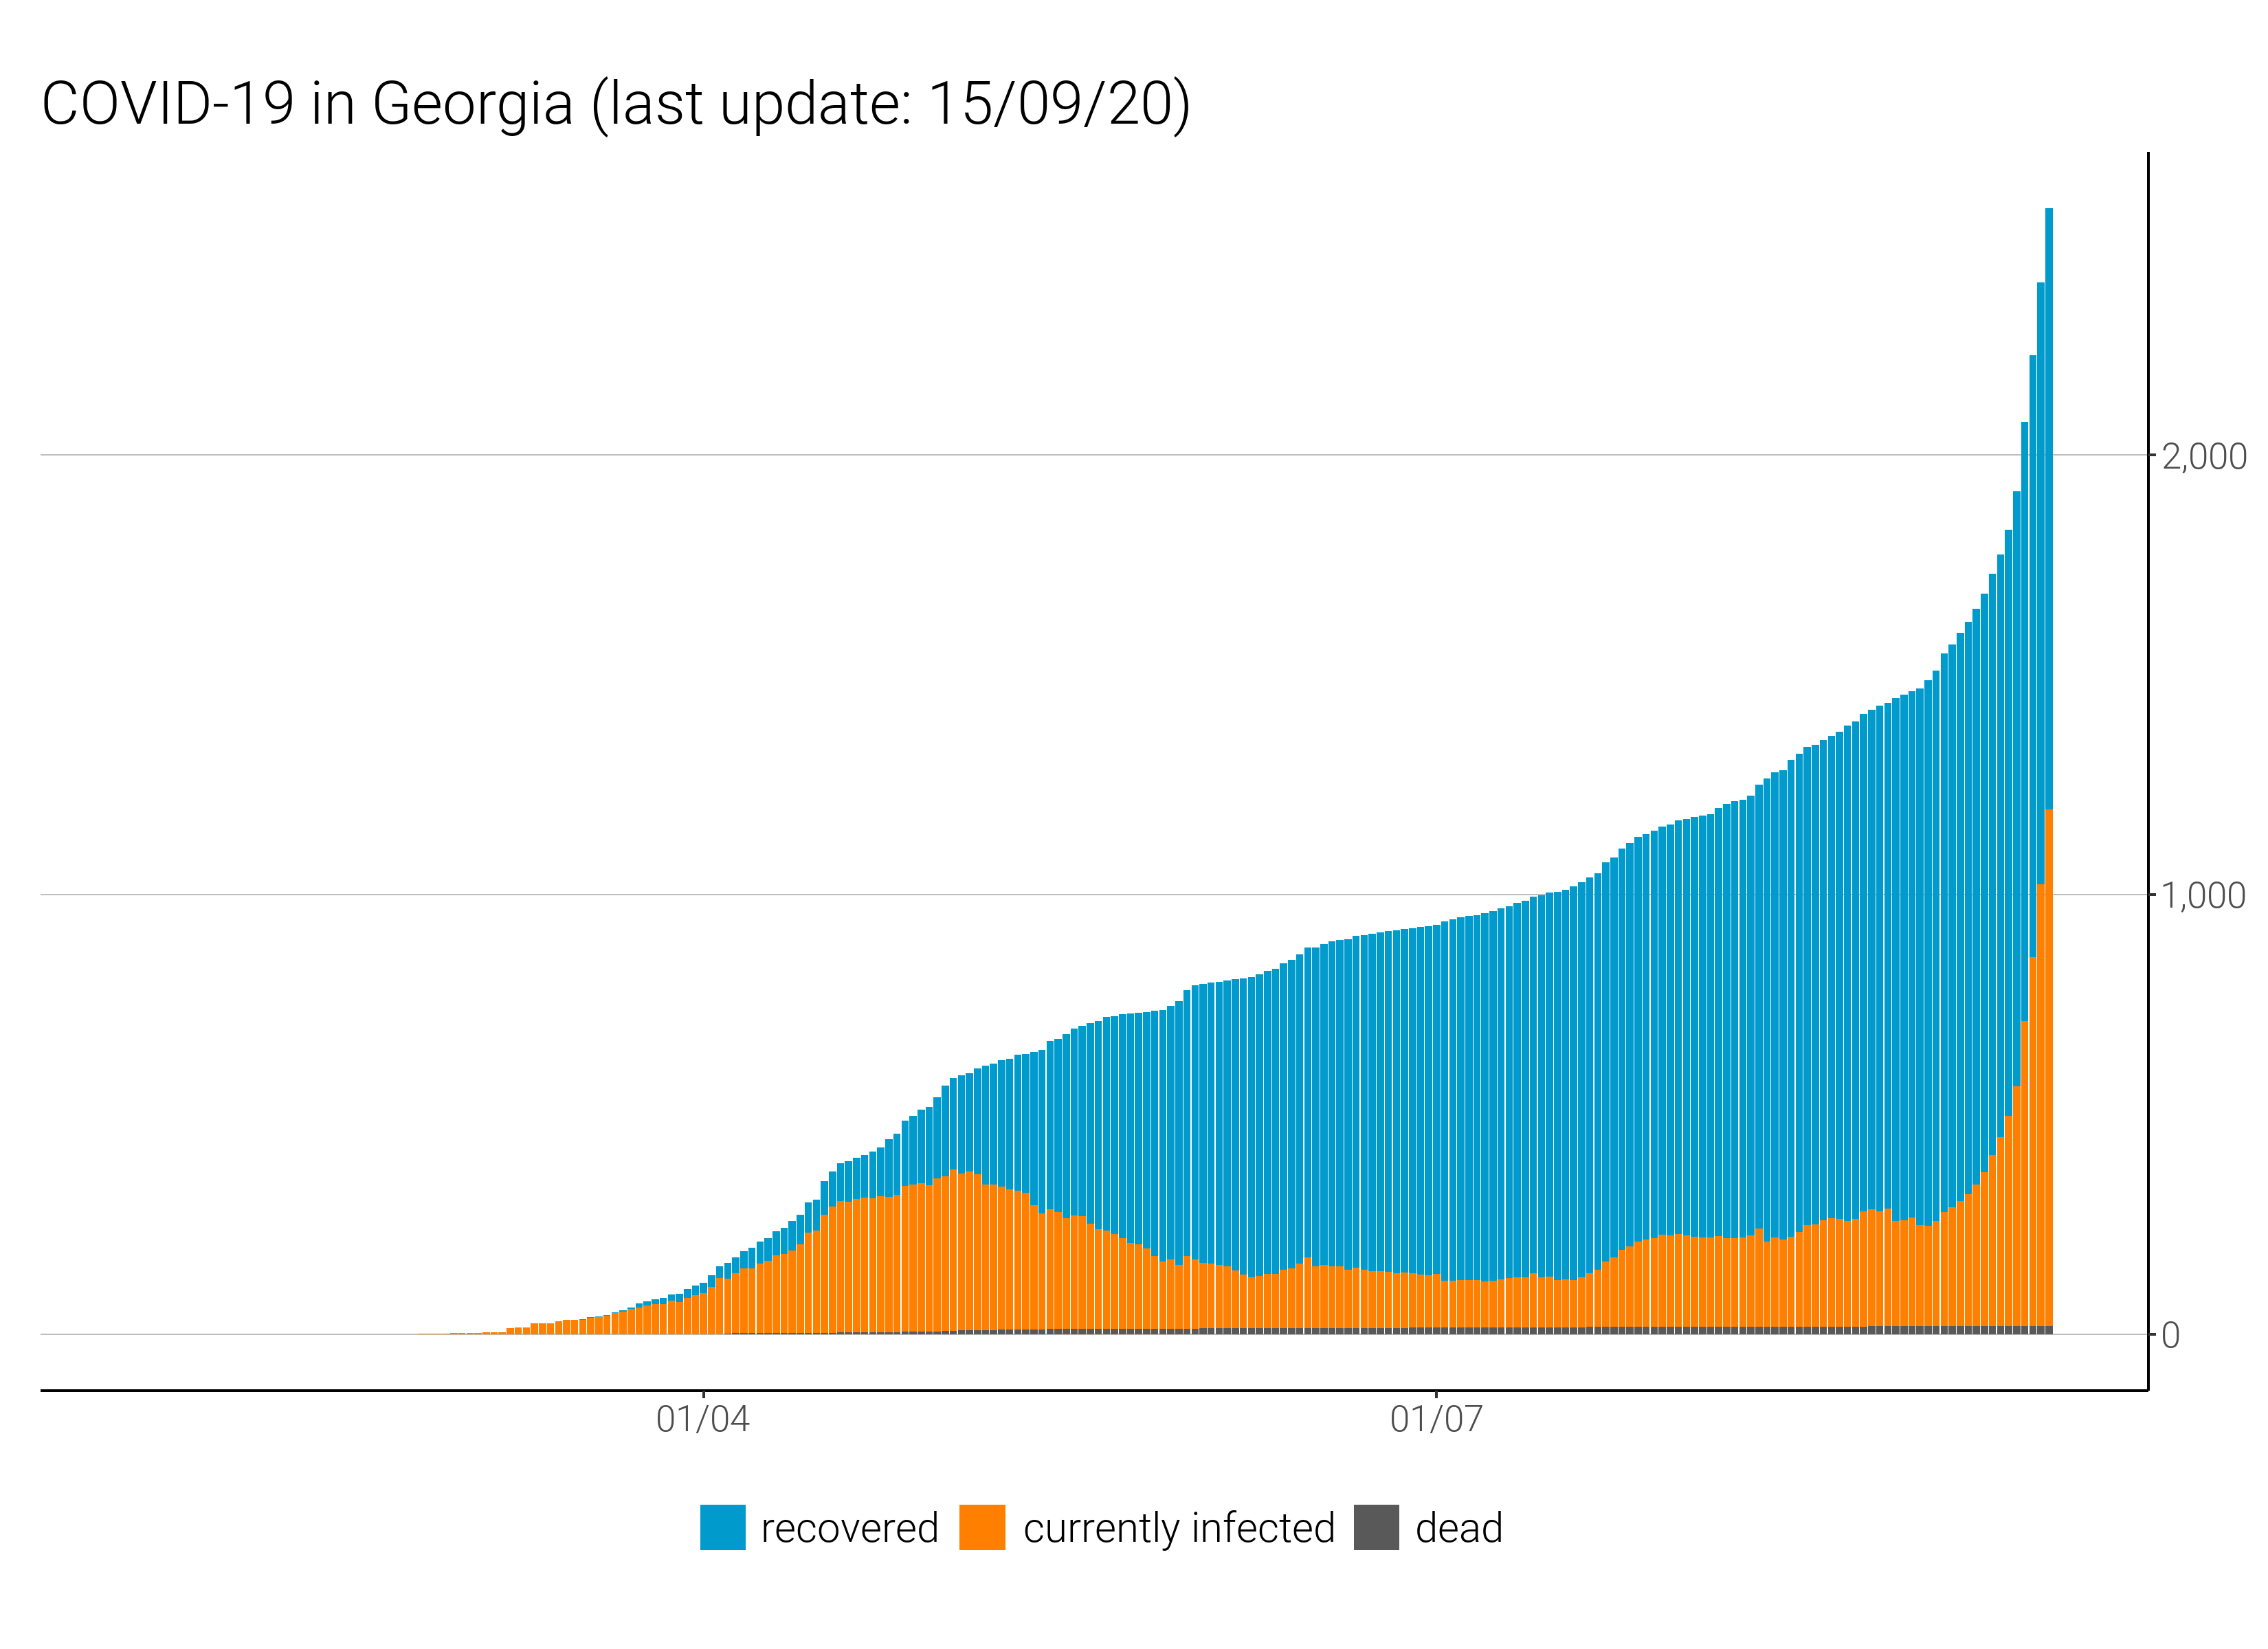 COVID-19 in Georgia (last update: 15/09/20)
2,000
1,000
0
01/04 01/07
recovered currently infected dead